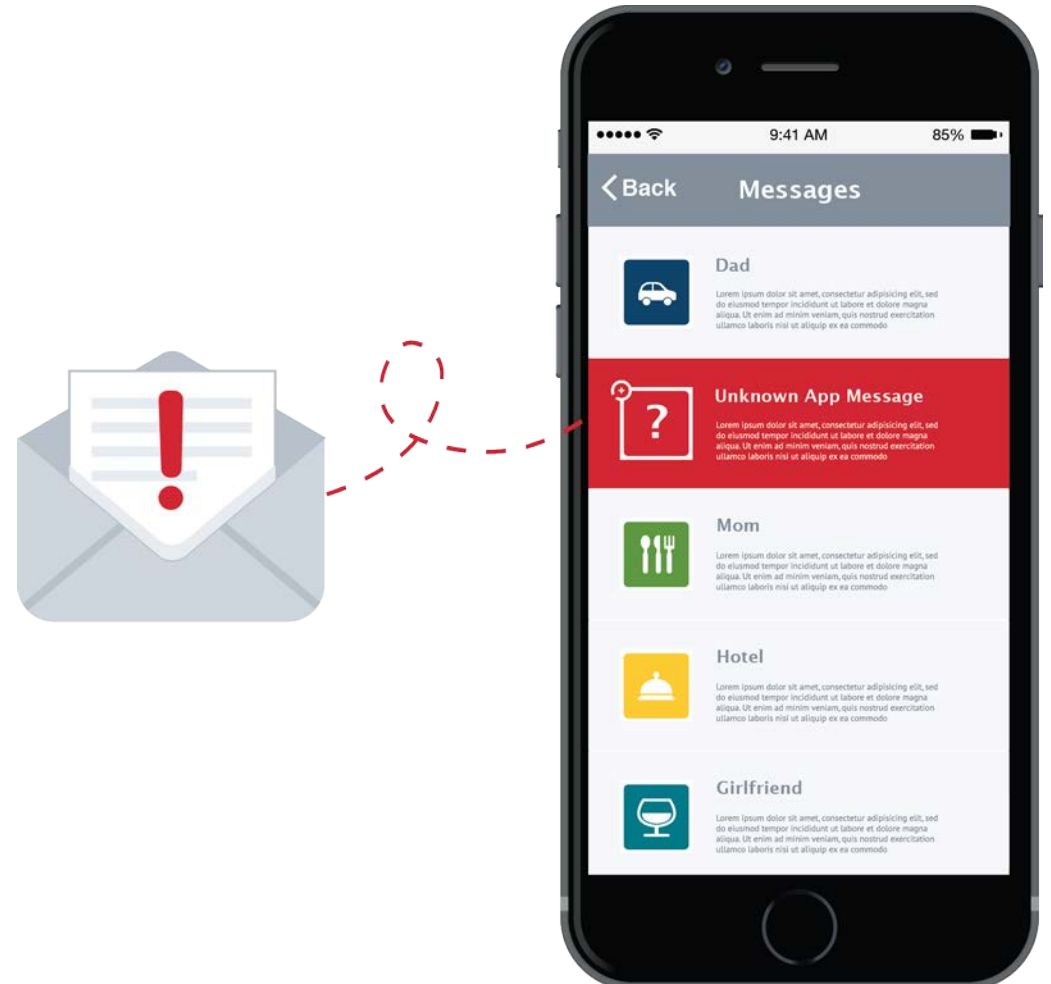 9:41 AM 85%
Back Messages
Dad
Lorem ipsum dolor sit amet, consectetur adipisicing elit, sed
do eiusmod tempor incididunt ut labore et dolore magna
aliqua. Ut enim ad minim veniam, quis nostrud exercitation
ullamco laboris nisi ut aliquip ex ea commodo
?
Unknown App Message
Lorem ipsum dolor sit amet, consectetur adipisicing elit, sed
do eiusmod tempor incididunt ut labore et dolore magna
aliqua. Ut enim ad minim veniam, quis nostrud exercitation
ullamco laboris nisi ut aliquip ex ea commodo
Mom
Lorem ipsum dolor sit amet, consectetur adipisicing elit, sed
do eiusmod tempor incididunt ut labore et dolore magna
aliqua. Ut enim ad minim veniam, quis nostrud exercitation
ullamco laboris nisi ut aliquip ex ea commodo
Hotel
Lorem ipsum dolor sit amet, consectetur adipisicing elit, sed
do eiusmod tempor incididunt ut labore et dolore magna
aliqua. Ut enim ad minim veniam, quis nostrud exercitation
ullamco laboris nisi ut aliquip ex ea commodo
Girlfriend
Lorem ipsum dolor sit amet, consectetur adipisicing elit, sed
do eiusmod tempor incididunt ut labore et dolore magna
aliqua. Ut enim ad minim veniam, quis nostrud exercitation
ullamco laboris nisi ut aliquip ex ea commodo